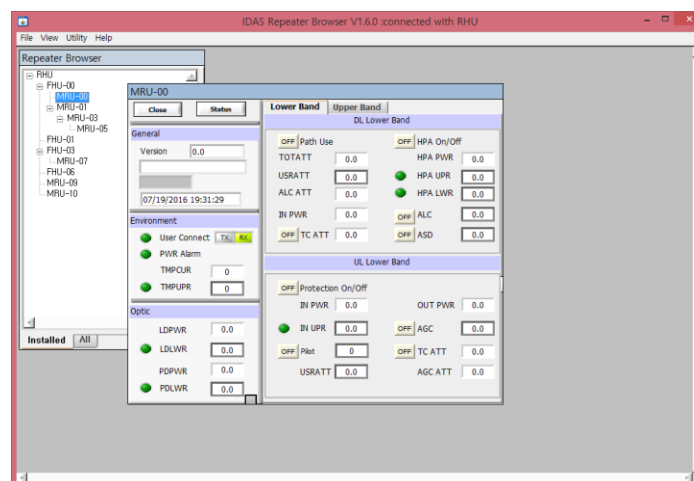 IDAS Repeater Browser V1.6.0 :connected with RHU
File View Utility Help
Repeater Browser
RHU
FHU-00
MRU-00
MRU-01
MRU-03
MRU-05
FHU-01
FHU-03
MRU-07
FHU-06
MRU-09
MRU-10
Installed All
MRU-00
Close Status
General
Version 0.0
07/19/2016 19:31:29
Environment
User Connect TX RX
PWR Alarm
TMPCUR 0
TMPUPR 0
Optic
LDPWR 0.0
LDLWR 0.0
PDPWR 0.0
PDLWR 0.0
Lower Band Upper Band
DL Lower Band
OFF Path Use OFF HPA On/Off
TOTATT 0.0 HPA PWR 0.0
USRATT 0.0 HPA UPR 0.0
ALC ATT 0.0 HPA LWR 0.0
IN PWR 0.0 OFF ALC 0.0
OFF TC ATT 0.0 OFF ASD 0.0
UL Lower Band
OFF Protection On/Off
IN PWR 0.0 OUT PWR 0.0
IN UPR 0.0 OFF AGC 0.0
OFF Pilot 0 OFF TC ATT 0.0
USRATT 0.0 AGC ATT 0.0